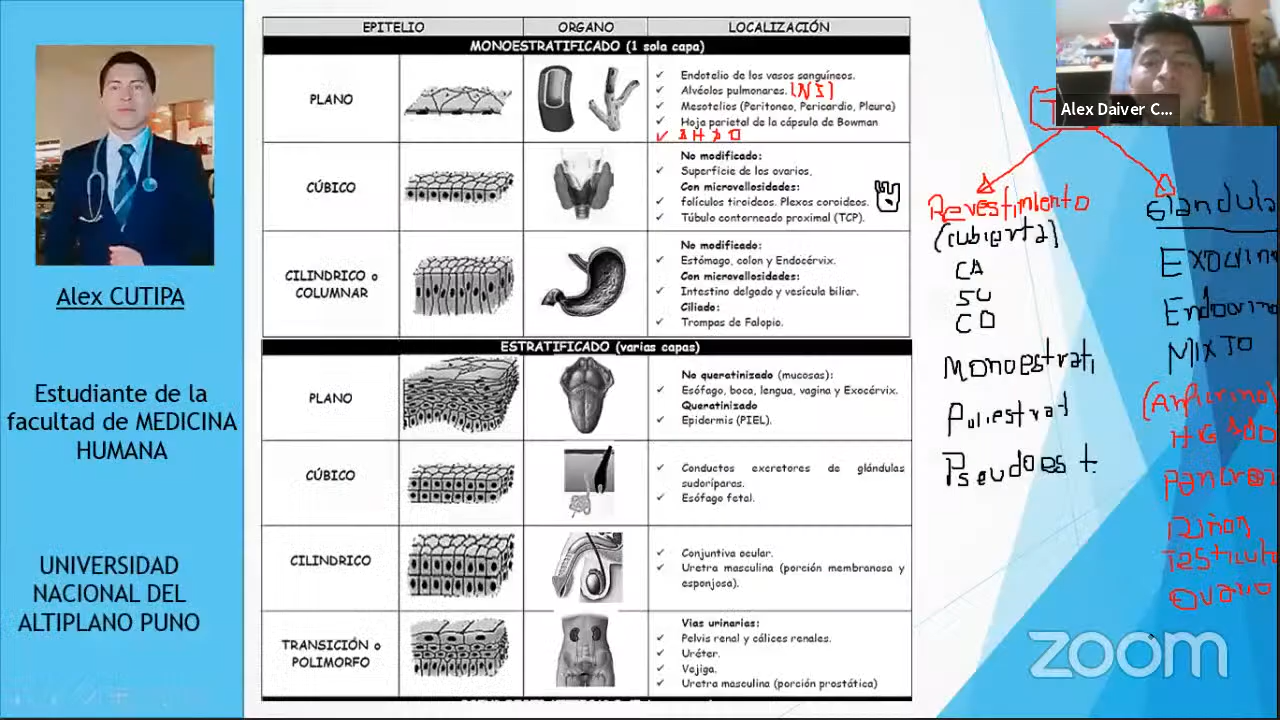 Alex CUTIPA
Estudiante de la
facultad de MEDICINA
HUMANA
UNIVERSIDAD
NACIONAL DEL
ALTIPLANO PUNO
EPITELIO ORGANO LOCALIZACIÓN
MONOESTRATIFICADO (1 sola capa)
PLANO
✓ Endotelio de los vasos sanguíneos.
✓ Alvéolos pulmonares. (NI)
✓ Mesotelios (Peritoneo, Pericardio, Pleura)
✓ Hoja parietal de la cápsula de Bowman
CÚBICO
No modificado:
✓ Superficie de los ovarios,
Con microvellosidades:
✓ folículos tiroideos. Plexos coroideos.
✓ Túbulo contorneado proximal (TCP).
CILINDRICO o
COLUMNAR
No modificado:
✓ Estómago, colon y Endocérvix.
Con microvellosidades:
✓ Intestino delgado y vesícula biliar.
Ciliado:
✓ Trompas de Falopio.
ESTRATIFICADO (varias capas)
PLANO
No queratinizado (mucosas):
✓ Esófago, boca, lengua, vagina y Exocérvix.
Queratinizado
✓ Epidermis (PIEL).
CÚBICO
✓ Conductos excretores de glándulas
sudoríparas.
✓ Esófago fetal.
CILINDRICO
✓ Conjuntiva ocular.
✓ Uretra masculina (porción membranosa y
esponjosa).
TRANSICIÓN o
POLIMORFO
Vias urinarias:
✓ Pelvis renal y cálices renales.
✓ Uréter.
✓ Vejiga.
✓ Uretra masculina (porción prostática)
Alex Daiver C...
Revestimiento
(cubierta)
CA
SU
CO
Monoestrati
Poliestrat
Pseudoest.
Glandula
Exocrin
Endocrino
MIXTO
Testicul
Ovario
zoom